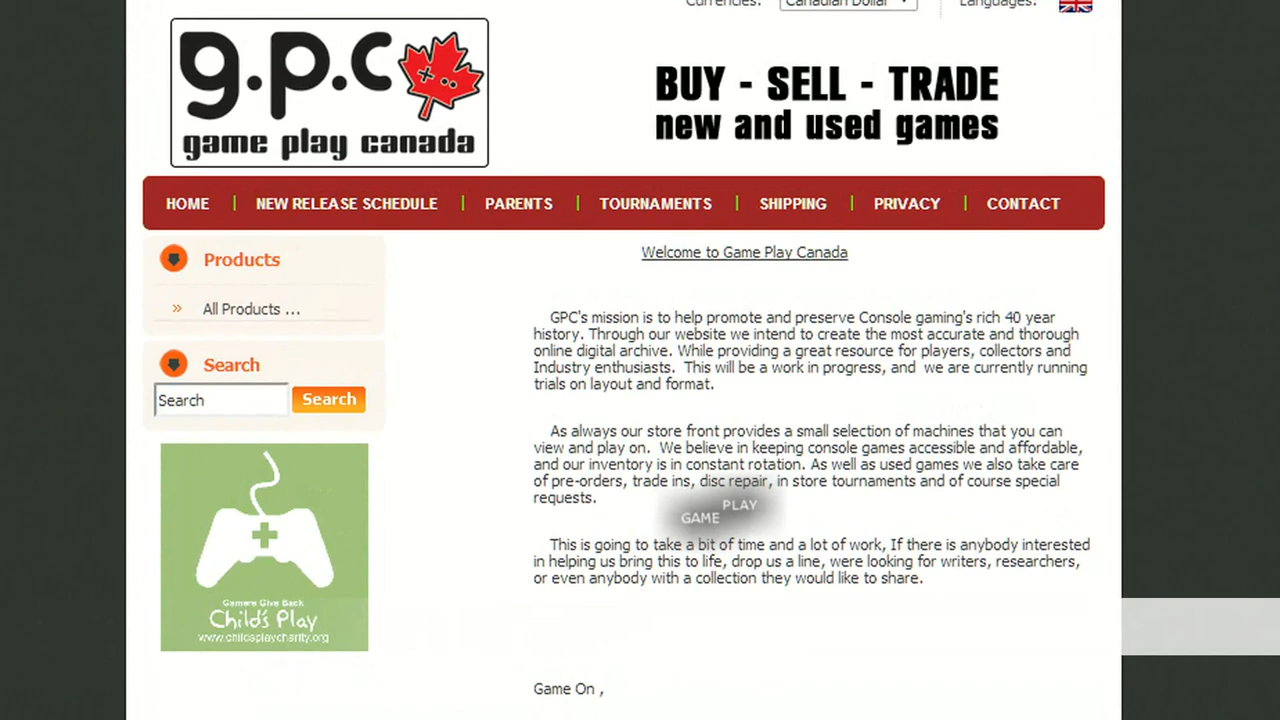 Currencies: Canadian Dollar Languages:
g.p.c
game play canada
BUY - SELL - TRADE
new and used games
HOME NEW RELEASE SCHEDULE PARENTS TOURNAMENTS SHIPPING PRIVACY CONTACT
Products
All Products ...
Search
Search Search
Gamers Give Back
Child's Play
www.childsplaycharity.org
Welcome to Game Play Canada
GPC's mission is to help promote and preserve Console gaming's rich 40 year
history. Through our website we intend to create the most accurate and thorough
online digital archive. While providing a great resource for players, collectors and
Industry enthusiasts. This will be a work in progress, and we are currently running
trials on layout and format.
As always our store front provides a small selection of machines that you can
view and play on. We believe in keeping console games accessible and affordable,
and our inventory is in constant rotation. As well as used games we also take care
of pre-orders, trade ins, disc repair, in store tournaments and of course special
requests.
GAME PLAY
This is going to take a bit of time and a lot of work, If there is anybody interested
in helping us bring this to life, drop us a line, were looking for writers, researchers,
or even anybody with a collection they would like to share.
Game On ,